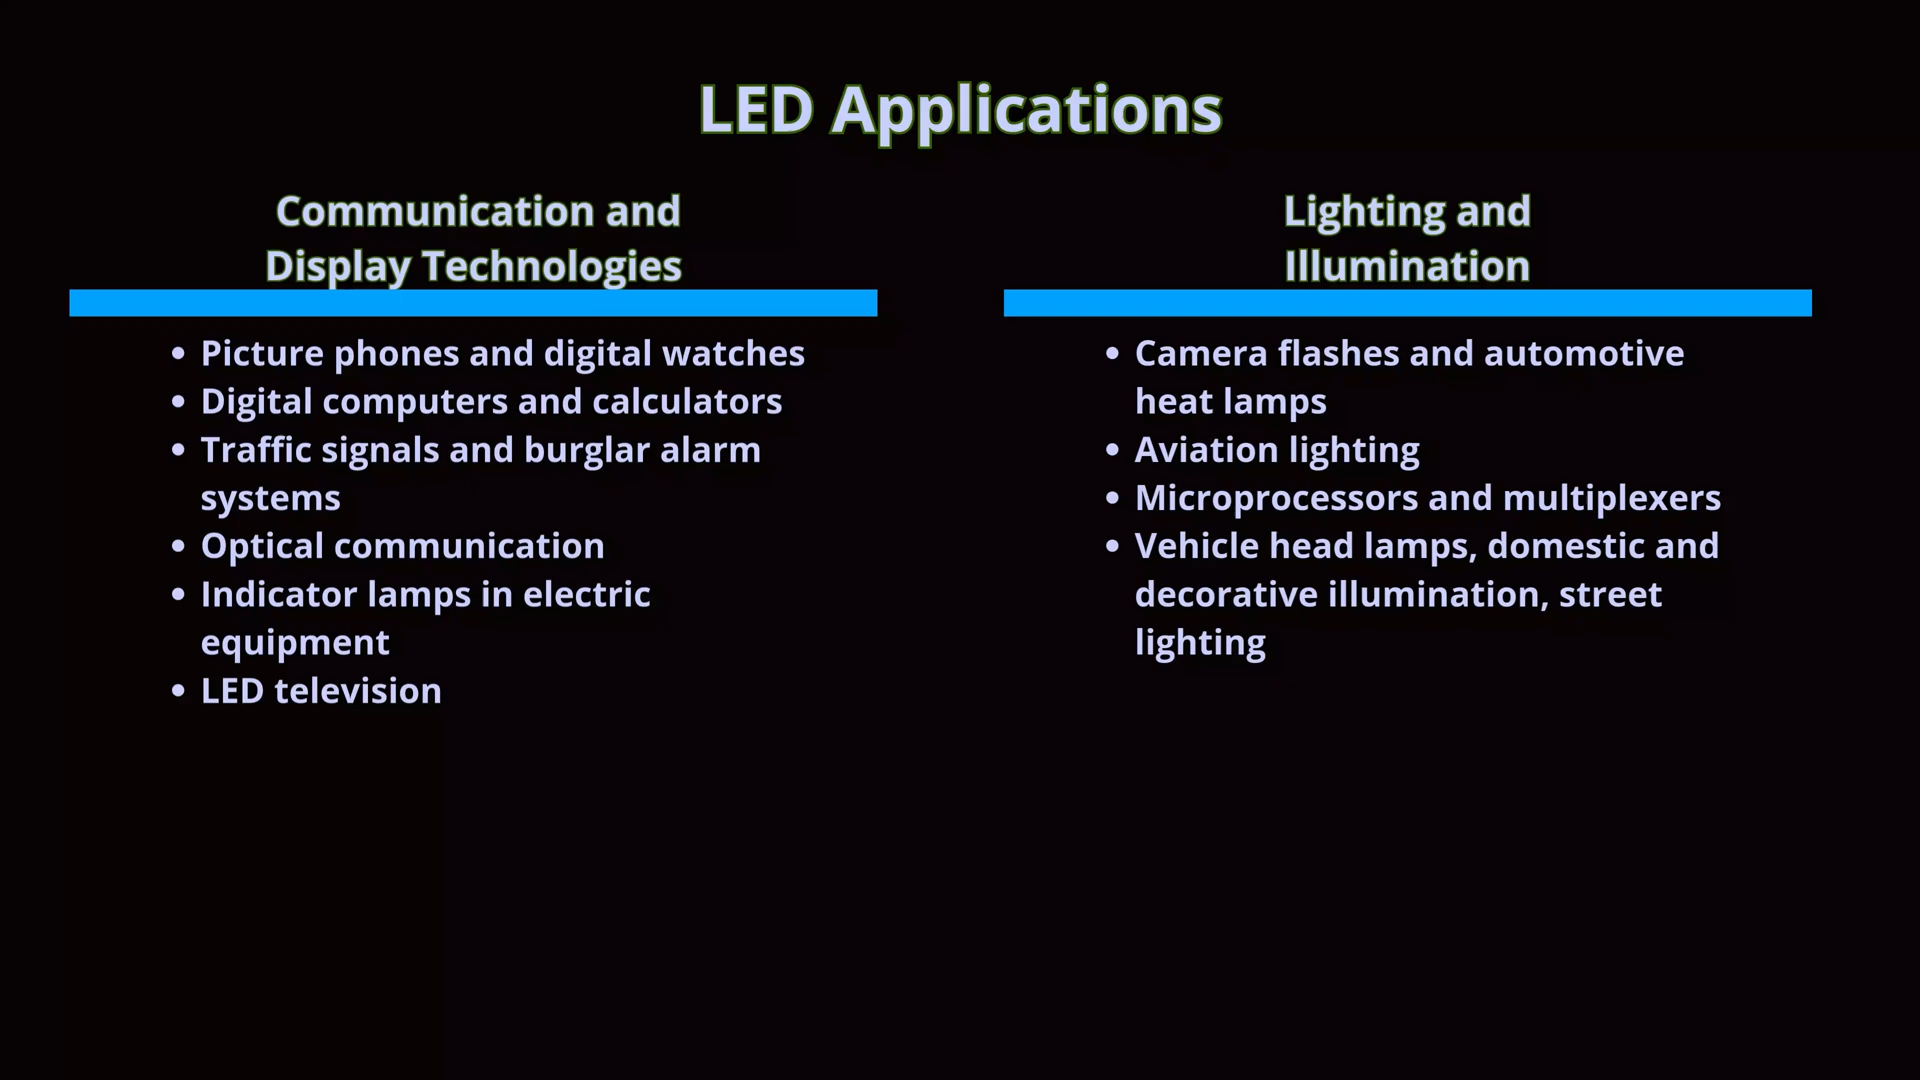 LED Applications
Communication and
Display Technologies
• Picture phones and digital watches
• Digital computers and calculators
• Traffic signals and burglar alarm
systems
• Optical communication
• Indicator lamps in electric
equipment
• LED television
Lighting and
Illumination
• Camera flashes and automotive
heat lamps
• Aviation lighting
• Microprocessors and multiplexers
• Vehicle head lamps, domestic and
decorative illumination, street
lighting